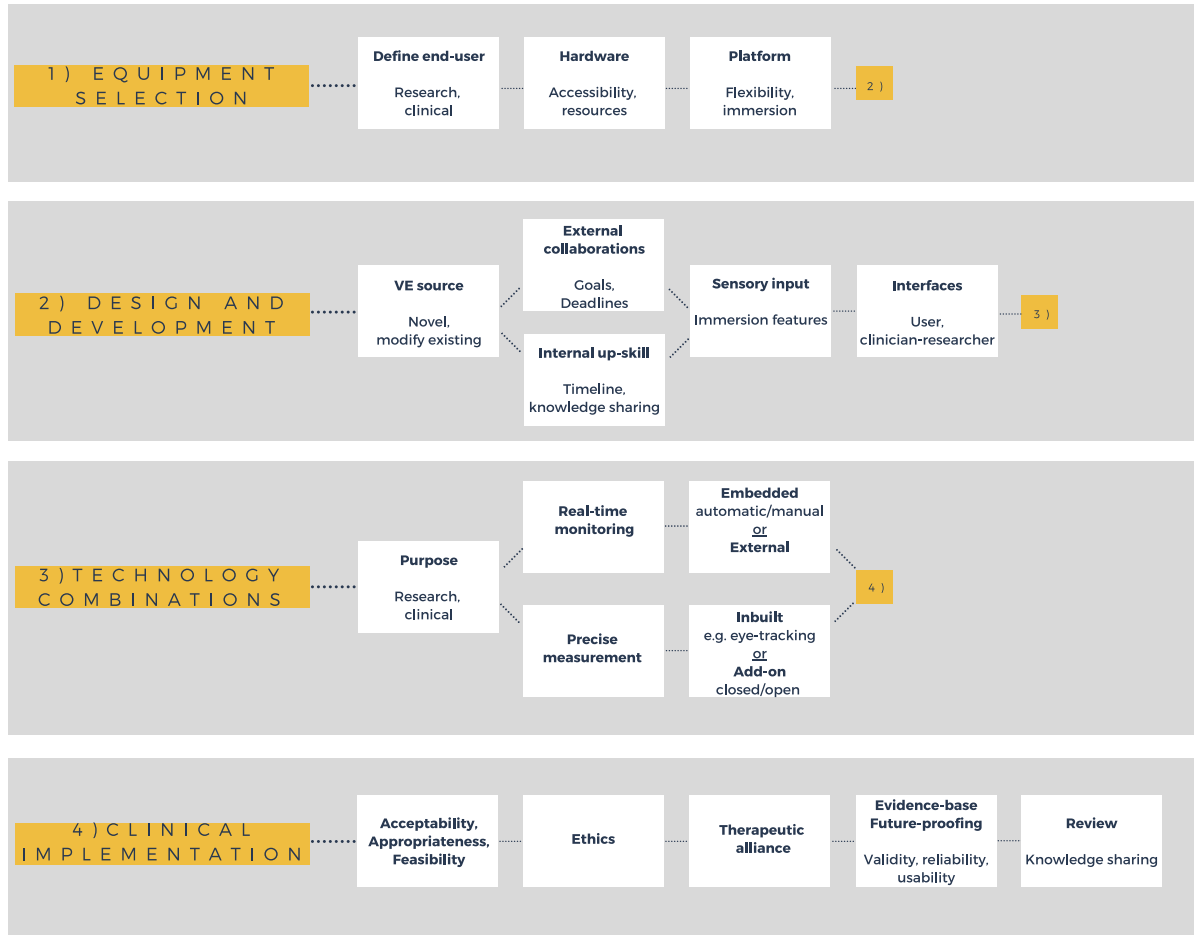 1) EQUIPMENT
SELECTION
Define end-user
Research,
clinical
Hardware
Accessibility,
resources
Platform
Flexibility,
immersion
2)
2) DESIGN AND
DEVELOPMENT
VE source
Novel,
modify existing
External
collaborations
Goals,
Deadlines
Internal up-skill
Timeline,
knowledge sharing
Sensory input
Immersion features
Interfaces
User,
clinician-researcher
3)
3)TECHNOLOGY
COMBINATIONS
Purpose
Research,
clinical
Real-time
monitoring
Embedded
automatic/manual
or
External
Precise
measurement
Inbuilt
e.g. eye-tracking
or
Add-on
closed/open
4)
4)CLINICAL
IMPLEMENTATION
Acceptability,
Appropriateness,
Feasibility
Ethics
Therapeutic
alliance
Evidence-base
Future-proofing
Validity, reliability,
usability
Review
Knowledge sharing